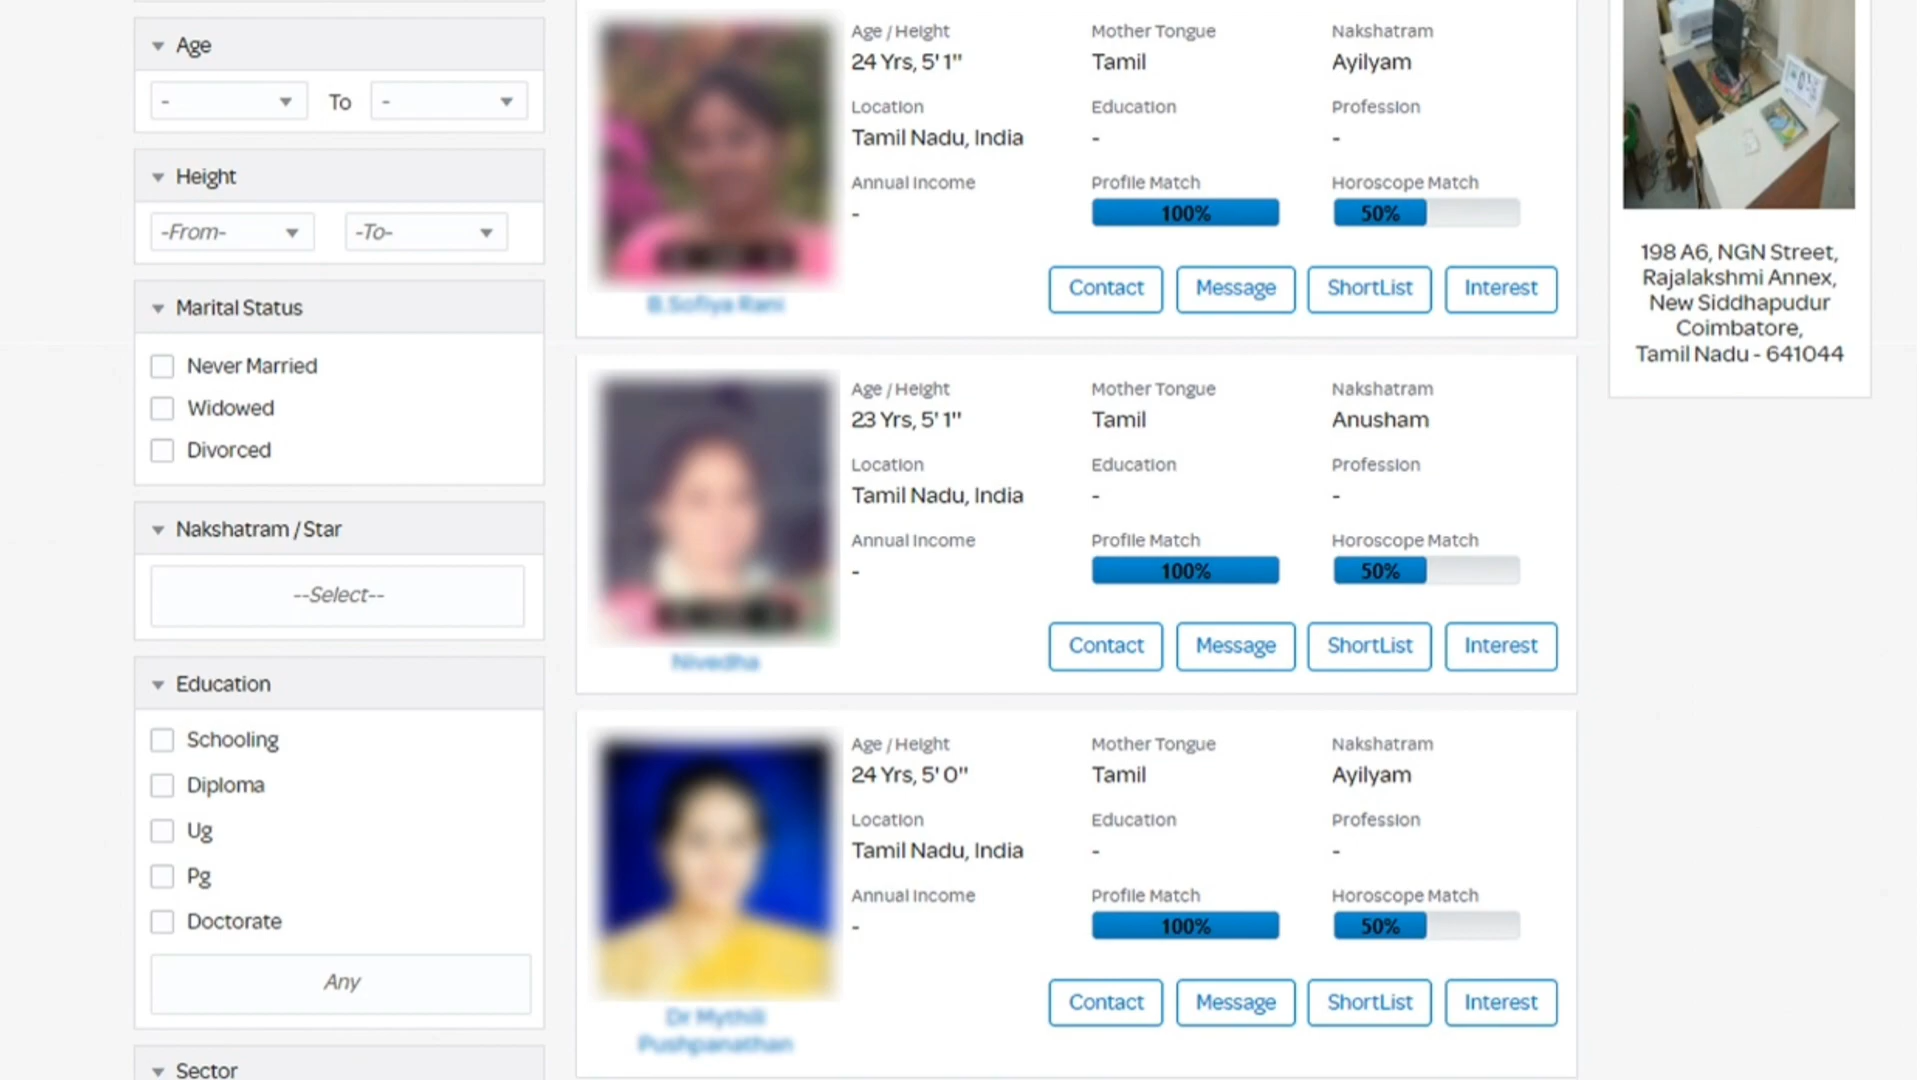 Age
- To -
Height
-From- -To-
Marital Status
Never Married
Widowed
Divorced
Nakshatram / Star
--Select--
Education
Schooling
Diploma
Ug
Pg
Doctorate
Any
Sector
Age / Height Mother Tongue Nakshatram
24 Yrs, 5' 1" Tamil Ayilyam
Location Education Profession
Tamil Nadu, India - -
Annual Income Profile Match Horoscope Match
- 100% 50%
Contact Message ShortList Interest
Age / Height Mother Tongue Nakshatram
23 Yrs, 5' 1" Tamil Anusham
Location Education Profession
Tamil Nadu, India - -
Annual Income Profile Match Horoscope Match
- 100% 50%
Contact Message ShortList Interest
Nivedha
Age / Height Mother Tongue Nakshatram
24 Yrs, 5' 0" Tamil Ayilyam
Location Education Profession
Tamil Nadu, India - -
Annual Income Profile Match Horoscope Match
- 100% 50%
Contact Message ShortList Interest
198 A6, NGN Street,
Rajalakshmi Annex,
New Siddhapudur
Coimbatore,
Tamil Nadu - 641044